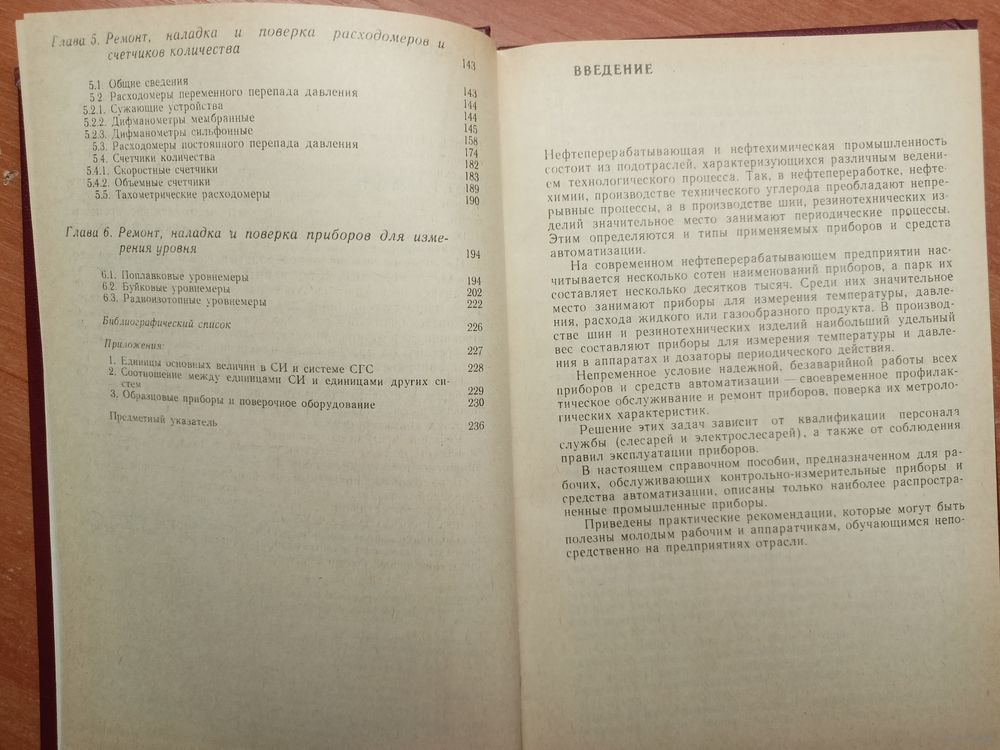 Глава 5. Ремонт, наладка и поверка расходомеров и
счетчиков количества 143
5.1 Общие сведения 143
5.2 Расходомеры переменного перепада давления 144
5.2.1. Сужающие устройства 144
5.2.2. Дифманометры мембранные 145
5.2.3. Дифманометры сильфонные 158
5.3. Расходомеры постоянного перепада давления 174
5.4. Счетчики количества 182
5.4.1. Скоростные счетчики 183
5.4.2. Объемные счетчики 189
5.5. Тахометрические расходомеры 190
Глава 6. Ремонт, наладка и поверка приборов для изме-
рения уровня 194
6.1. Поплавковые уровнемеры 194
6.2. Буйковые уровнемеры 202
6.3. Радиоизотопные уровнемеры 222
Библиографический список 226
Приложения: 227
1. Единицы основных величин в СИ и системе СГС 228
2. Соотношение между единицами СИ и единицами других си-
стем 229
3. Образцовые приборы и поверочное оборудование 230
Предметный указатель 236
ВВЕДЕНИЕ
Нефтеперерабатывающая и нефтехимическая промышленность
состоит из подотраслей, характеризующихся различным ведени-
ем технологического процесса. Так, в нефтепереработке, нефте-
химии, производстве технического углерода преобладают непре-
рывные процессы, а в производстве шин, резинотехнических из-
делий значительное место занимают периодические процессы.
Этим определяются и типы применяемых приборов и средств
автоматизации.
На современном нефтеперерабатывающем предприятии нас-
читывается несколько сотен наименований приборов, а парк их
составляет несколько десятков тысяч. Среди них значительное
место занимают приборы для измерения температуры, давле-
ния, расхода жидкого или газообразного продукта. В производ-
стве шин и резинотехнических изделий наибольший удельный
вес составляют приборы для измерения температуры и давле-
ния в аппаратах и дозаторы периодического действия.
Непременное условие надежной, безаварийной работы всех
приборов и средств автоматизации — своевременное профилак-
тическое обслуживание и ремонт приборов, поверка их метроло-
гических характеристик.
Решение этих задач зависит от квалификации персонала
службы (слесарей и электрослесарей), а также от соблюдения
правил эксплуатации приборов.
В настоящем справочном пособии, предназначенном для ра-
бочих, обслуживающих контрольно-измерительные приборы и
средства автоматизации, описаны только наиболее распростра-
ненные промышленные приборы.
Приведены практические рекомендации, которые могут быть
полезны молодым рабочим и аппаратчикам, обучающимся непо-
средственно на предприятиях отрасли.